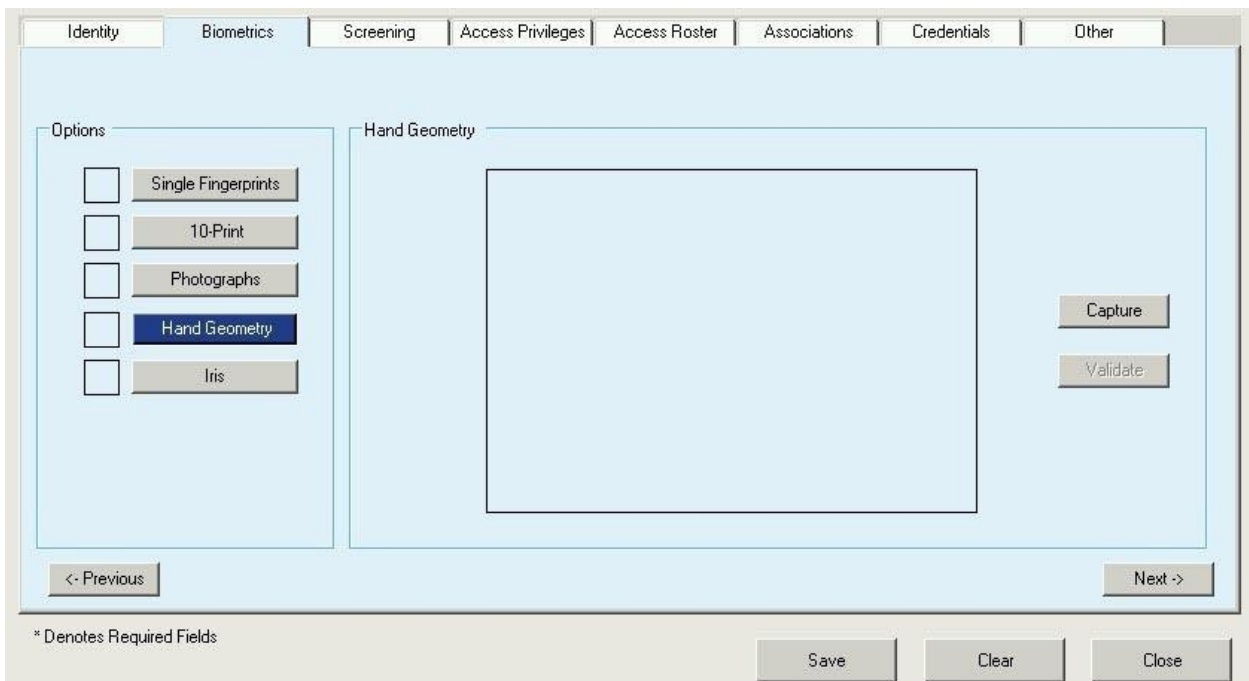 Identity Biometrics Screening Access Privileges Access Roster Associations Credentials Other
Options
Single Fingerprints
10-Print
Photographs
Hand Geometry
Iris
Hand Geometry
Capture
Validate
<- Previous
Next ->
* Denotes Required Fields
Save Clear Close